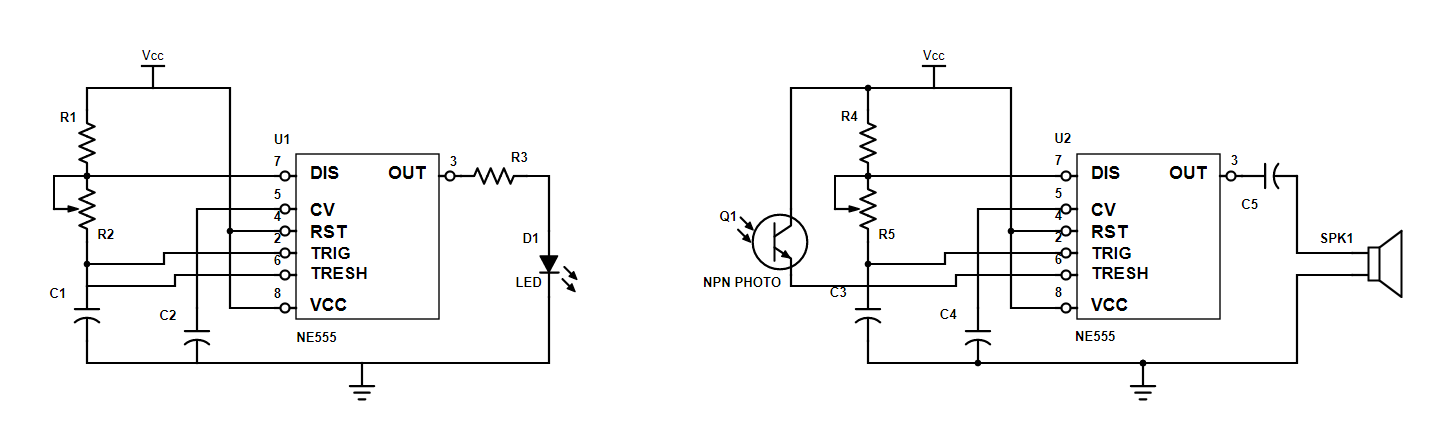 Vcc
R1
R2
C1
C2
U1
7
5
4
2
6
8
DIS
CV
RST
TRIG
TRESH
VCC
OUT
3
NE555
R3
D1
LED
Vcc
R4
R5
Q1
NPN PHOTO
C3
C4
U2
7
5
4
2
6
8
DIS
CV
RST
TRIG
TRESH
VCC
OUT
3
NE555
C5
SPK1